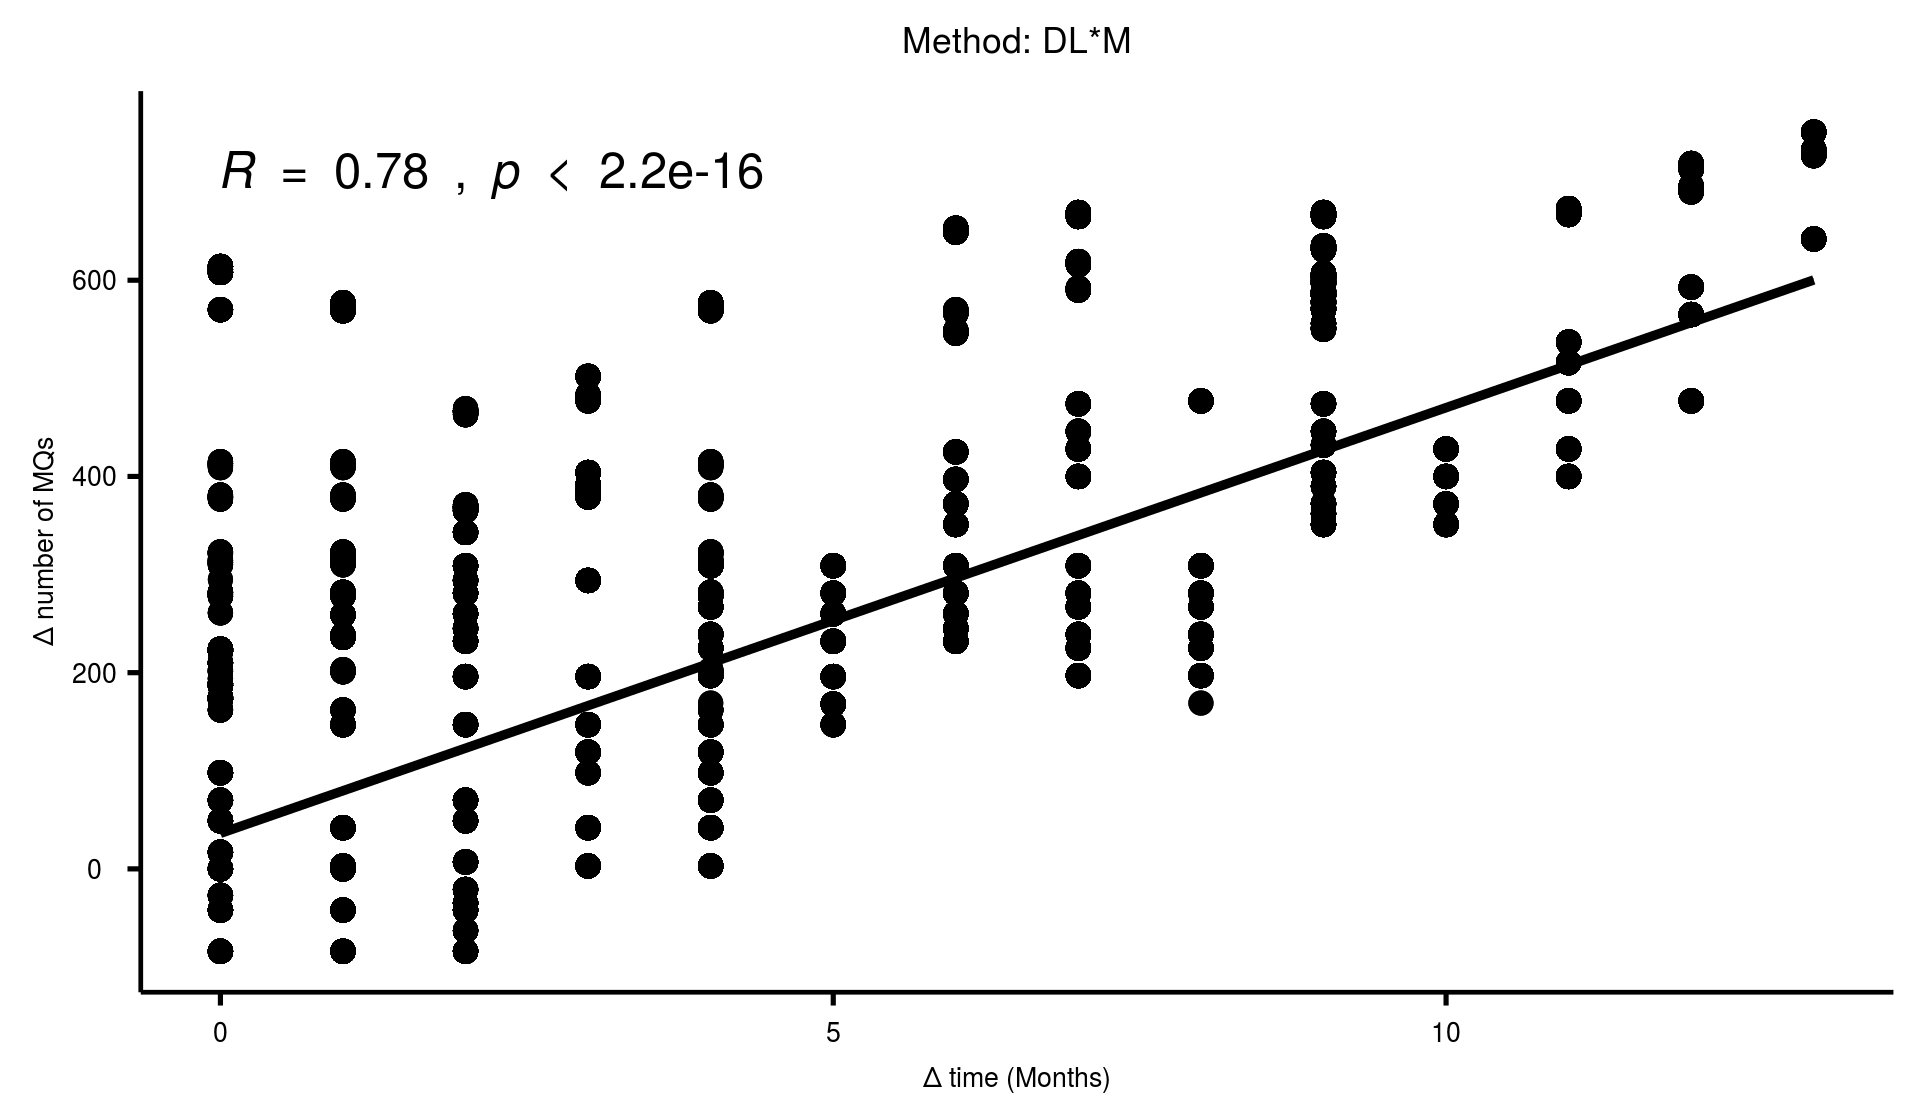 Method: DL*M
R = 0.78 , p < 2.2e-16
600
400
200
0
Δ number of MQs
0
5
10
Δ time (Months)